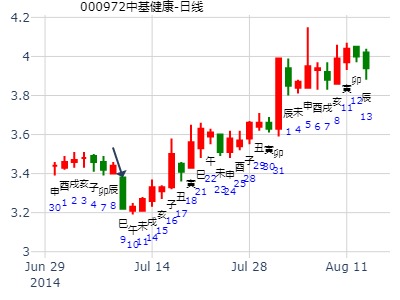 000972中基健康-日线
4.2
4
3.8
3.6
3.4
3.2
3
申 酉 戌 亥 子 卯 辰
30 1 2 3 4 7 8
巳 午 未 戌 亥 子 丑 寅
9 10 11 14 15 16 17 18
巳 午 未 申 酉 子 丑 寅 卯
21 22 23 24 25 28 29 30 31
辰 未 申 酉 戌 亥 寅 卯 辰
1 4 5 6 7 8 11 12 13
Jun 29 Jul 14 Jul 28 Aug 11
2014